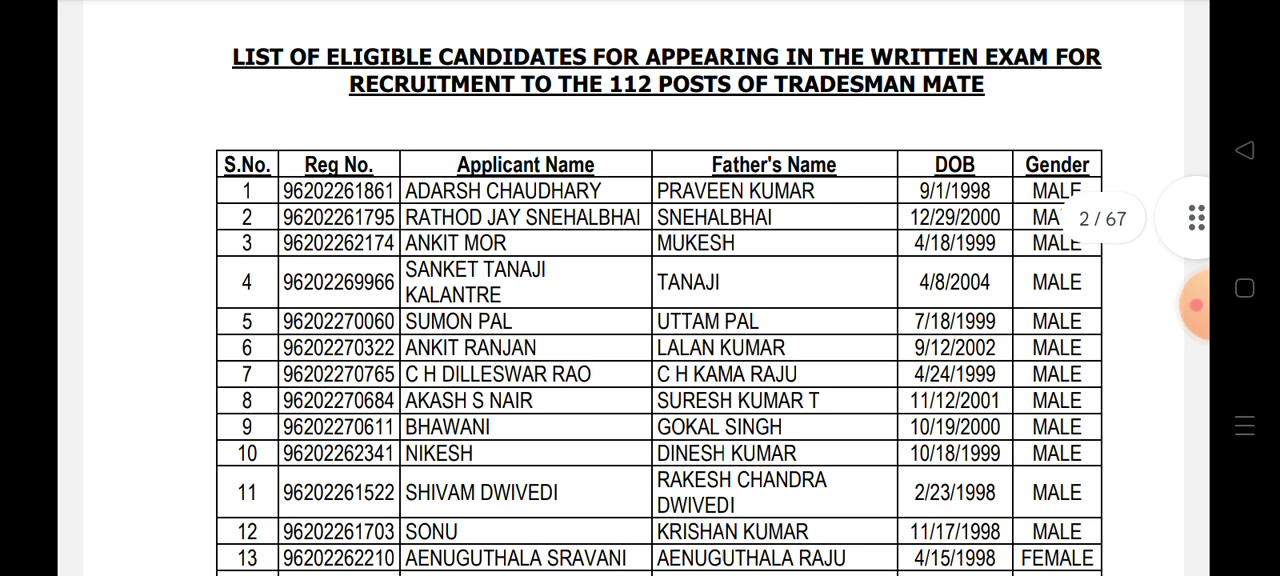 LIST OF ELIGIBLE CANDIDATES FOR APPEARING IN THE WRITTEN EXAM FOR
RECRUITMENT TO THE 112 POSTS OF TRADESMAN MATE
S.No. Reg No. Applicant Name Father's Name DOB Gender
1 96202261861 ADARSH CHAUDHARY PRAVEEN KUMAR 9/1/1998 MALE
2 96202261795 RATHOD JAY SNEHALBHAI SNEHALBHAI 12/29/2000 MA
2 / 67
3 96202262174 ANKIT MOR MUKESH 4/18/1999 MALE
4 96202269966 SANKET TANAJI
KALANTRE TANAJI 4/8/2004 MALE
5 96202270060 SUMON PAL UTTAM PAL 7/18/1999 MALE
6 96202270322 ANKIT RANJAN LALAN KUMAR 9/12/2002 MALE
7 96202270765 C H DILLESWAR RAO C H KAMA RAJU 4/24/1999 MALE
8 96202270684 AKASH S NAIR SURESH KUMAR T 11/12/2001 MALE
9 96202270611 BHAWANI GOKAL SINGH 10/19/2000 MALE
10 96202262341 NIKESH DINESH KUMAR 10/18/1999 MALE
11 96202261522 SHIVAM DWIVEDI RAKESH CHANDRA
DWIVEDI 2/23/1998 MALE
12 96202261703 SONU KRISHAN KUMAR 11/17/1998 MALE
13 96202262210 AENUGUTHALA SRAVANI AENUGUTHALA RAJU 4/15/1998 FEMALE